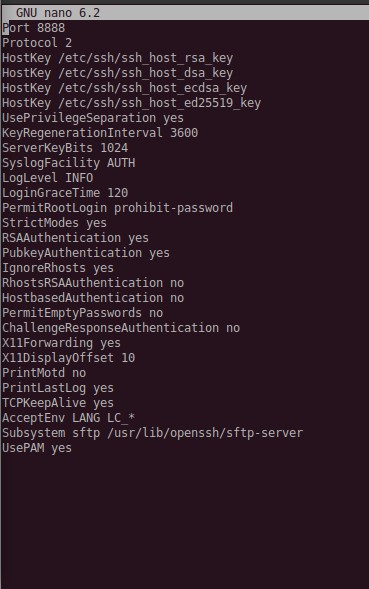 GNU nano 6.2
Port 8888
Protocol 2
HostKey /etc/ssh/ssh_host_rsa_key
HostKey /etc/ssh/ssh_host_dsa_key
HostKey /etc/ssh/ssh_host_ecdsa_key
HostKey /etc/ssh/ssh_host_ed25519_key
UsePrivilegeSeparation yes
KeyRegenerationInterval 3600
ServerKeyBits 1024
SyslogFacility AUTH
LogLevel INFO
LoginGraceTime 120
PermitRootLogin prohibit-password
StrictModes yes
RSAAuthentication yes
PubkeyAuthentication yes
IgnoreRhosts yes
RhostsRSAAuthentication no
HostbasedAuthentication no
PermitEmptyPasswords no
ChallengeResponseAuthentication no
X11Forwarding yes
X11DisplayOffset 10
PrintMotd no
PrintLastLog yes
TCPKeepAlive yes
AcceptEnv LANG LC_*
Subsystem sftp /usr/lib/openssh/sftp-server
UsePAM yes